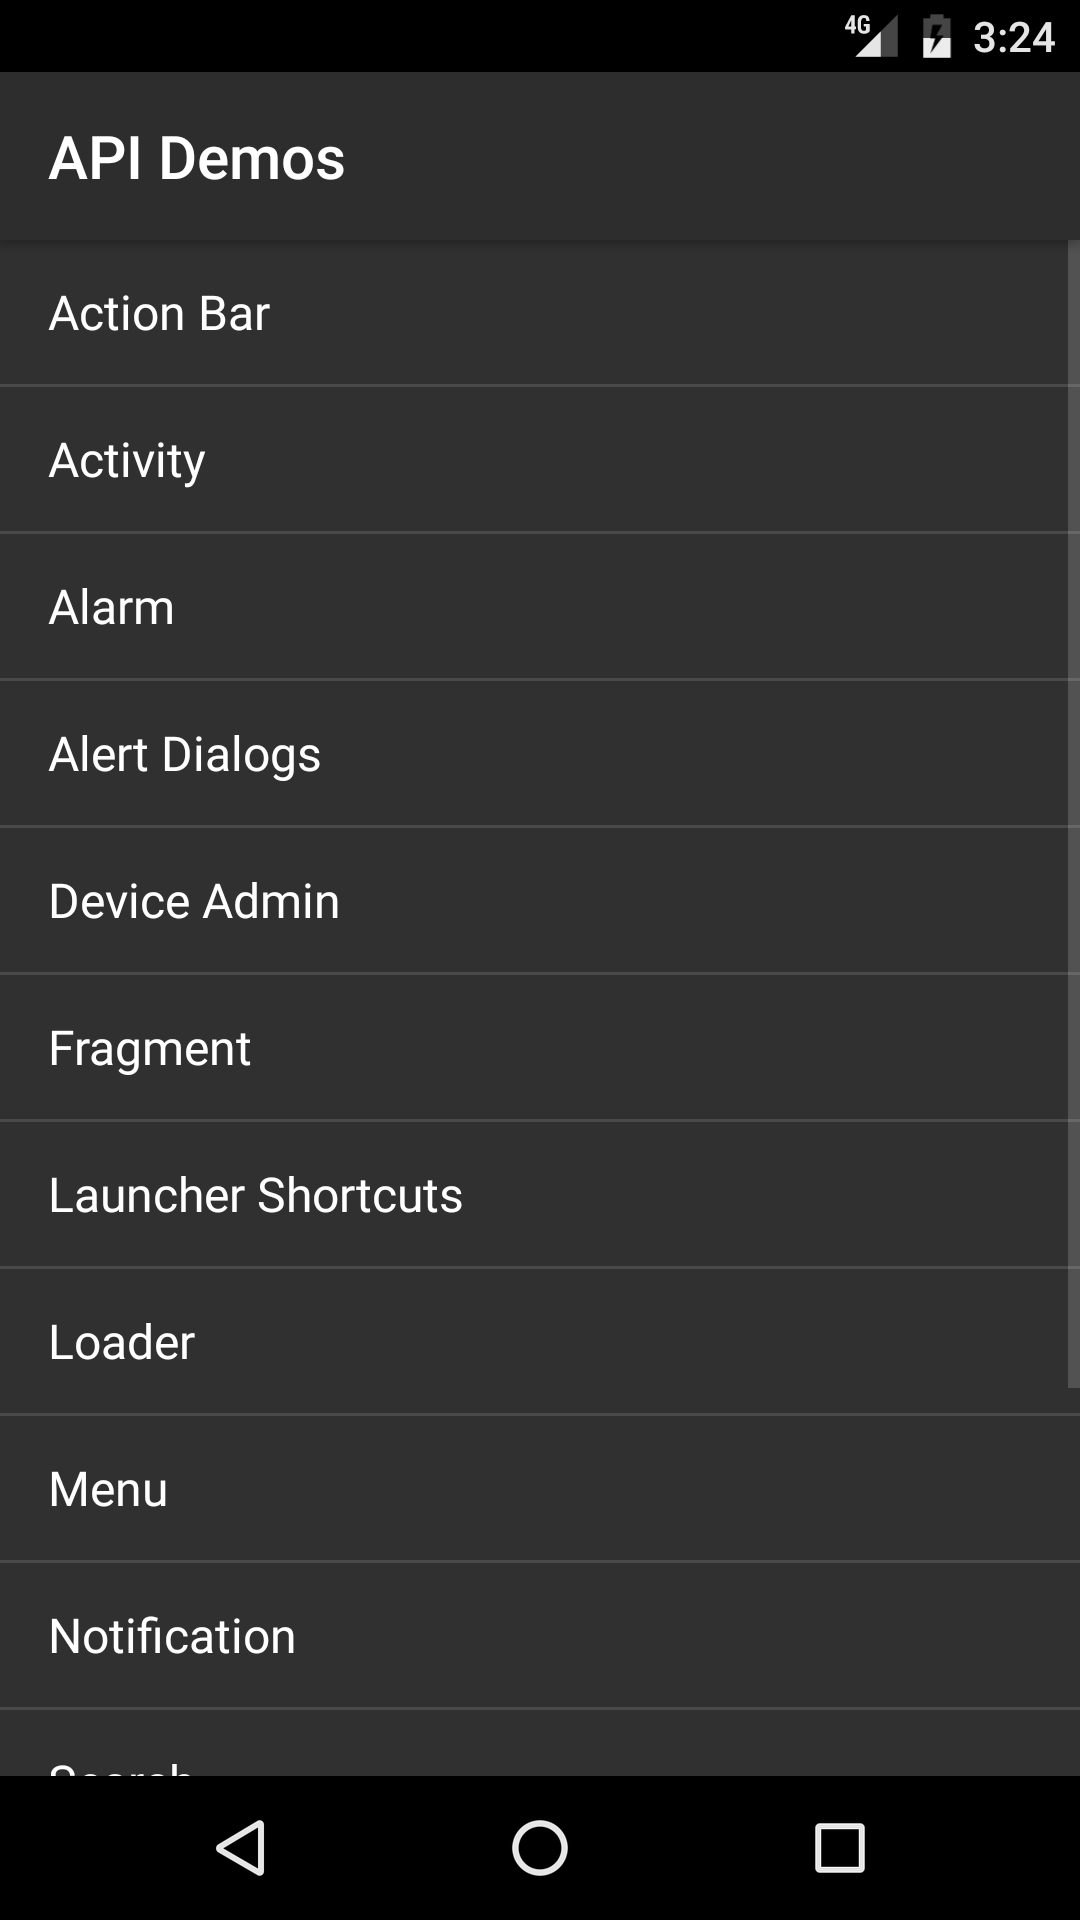 4G 3:24
API Demos
Action Bar
Activity
Alarm
Alert Dialogs
Device Admin
Fragment
Launcher Shortcuts
Loader
Menu
Notification
Search